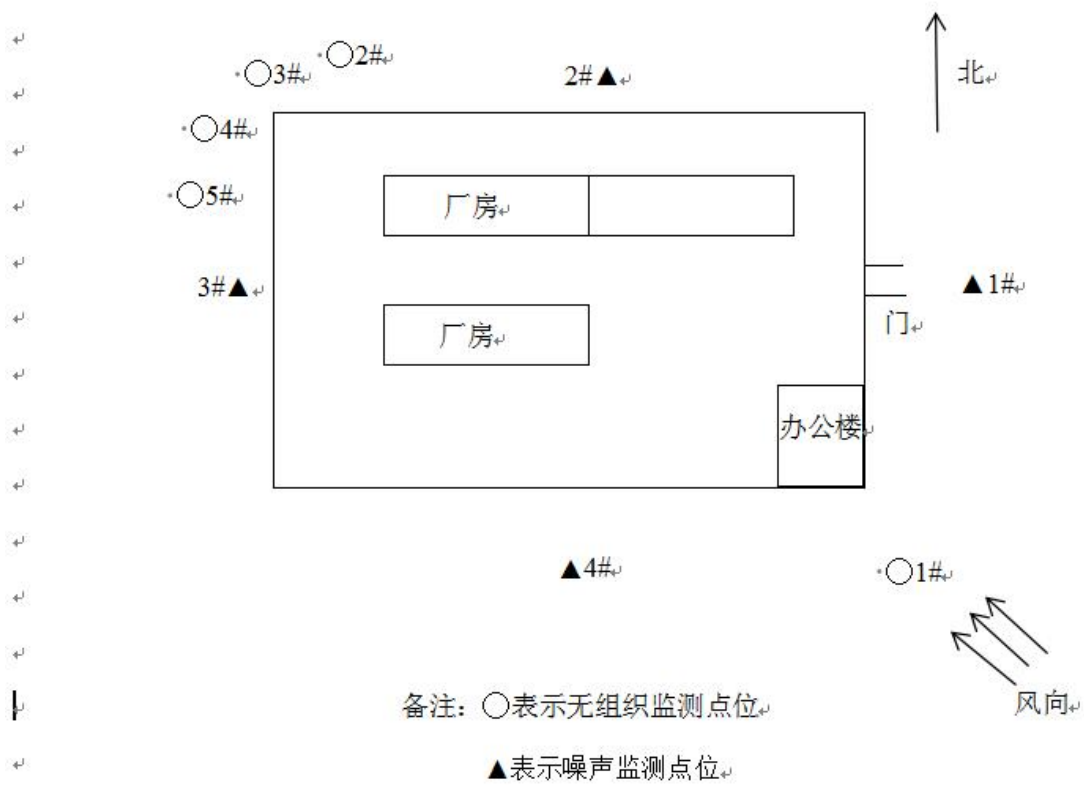 ○2#
○3#
2#▲
北
○4#
厂房
○5#
3#▲
▲1#
门
厂房
办公楼
▲4#
○1#
风向
备注：○表示无组织监测点位
▲表示噪声监测点位